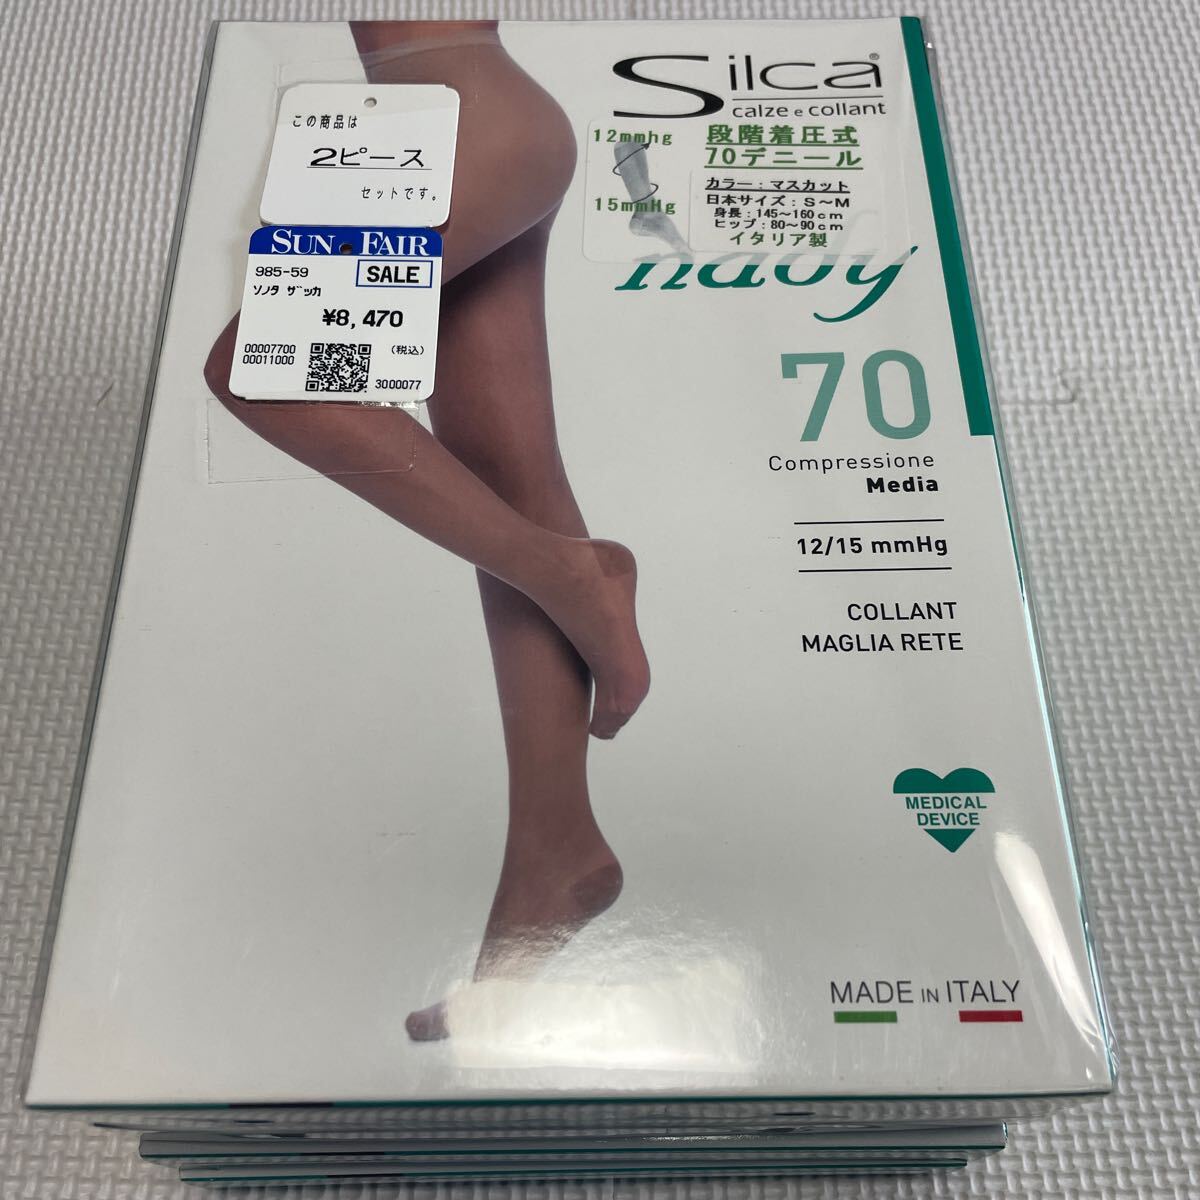 Silca®
calze e collant
この商品は
2ピース
セットです。
SUN FAIR
985-59
SALE
ソノタ ザッカ
¥8,470
00007700
00011000
(税込)
3000077
12mmhg
15mmHg
段階着圧式
70デニール
カラー：マスカット
日本サイズ：S～M
身長：145～160cm
ヒップ：80～90cm
イタリア製
70
Compressione
Media
12/15 mmHg
COLLANT
MAGLIA RETE
MEDICAL
DEVICE
MADE IN ITALY